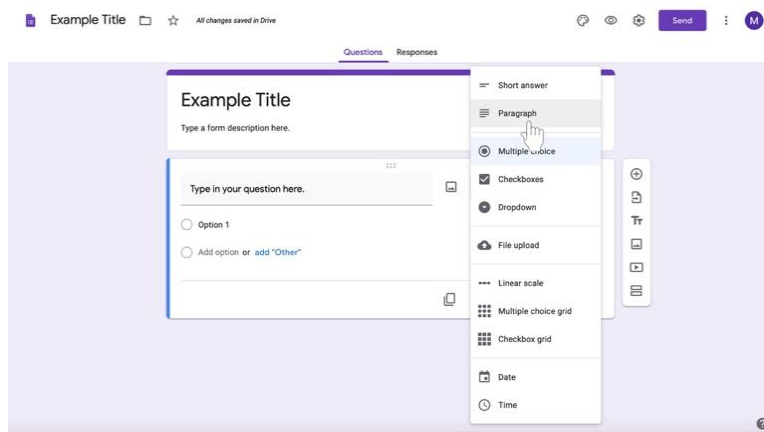 Example Title
All changes saved in Drive
Send
M
Questions
Responses
Example Title
Type a form description here.
Type in your question here.
Option 1
Add option or add "Other"
Short answer
Paragraph
Multiple choice
Checkboxes
Dropdown
File upload
Linear scale
Multiple choice grid
Checkbox grid
Date
Time
Tт